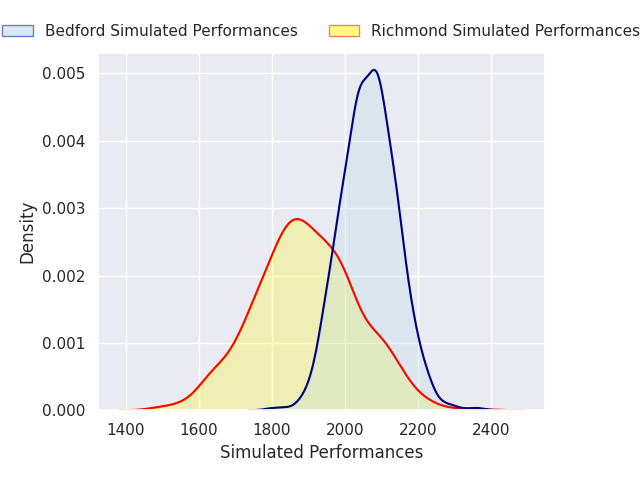 Bedford Simulated Performances Richmond Simulated Performances
0.005
0.004
0.003
0.002
0.001
0.000
Density
1400 1600 1800 2000 2200 2400
Simulated Performances